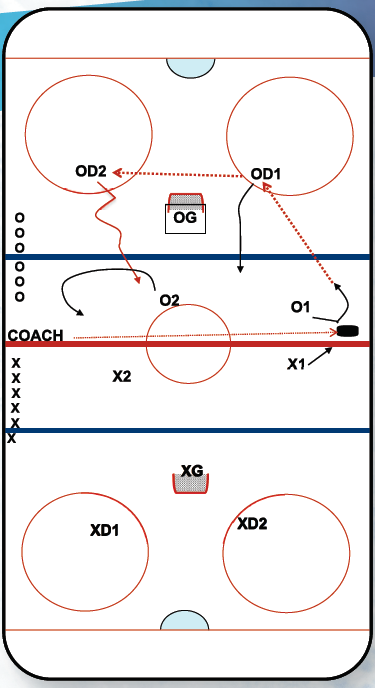 OD2
OD1
OG
O
O
O
O
O
O
O2
O1
COACH
X1
X2
X
X
X
X
X
X
XG
XD1
XD2